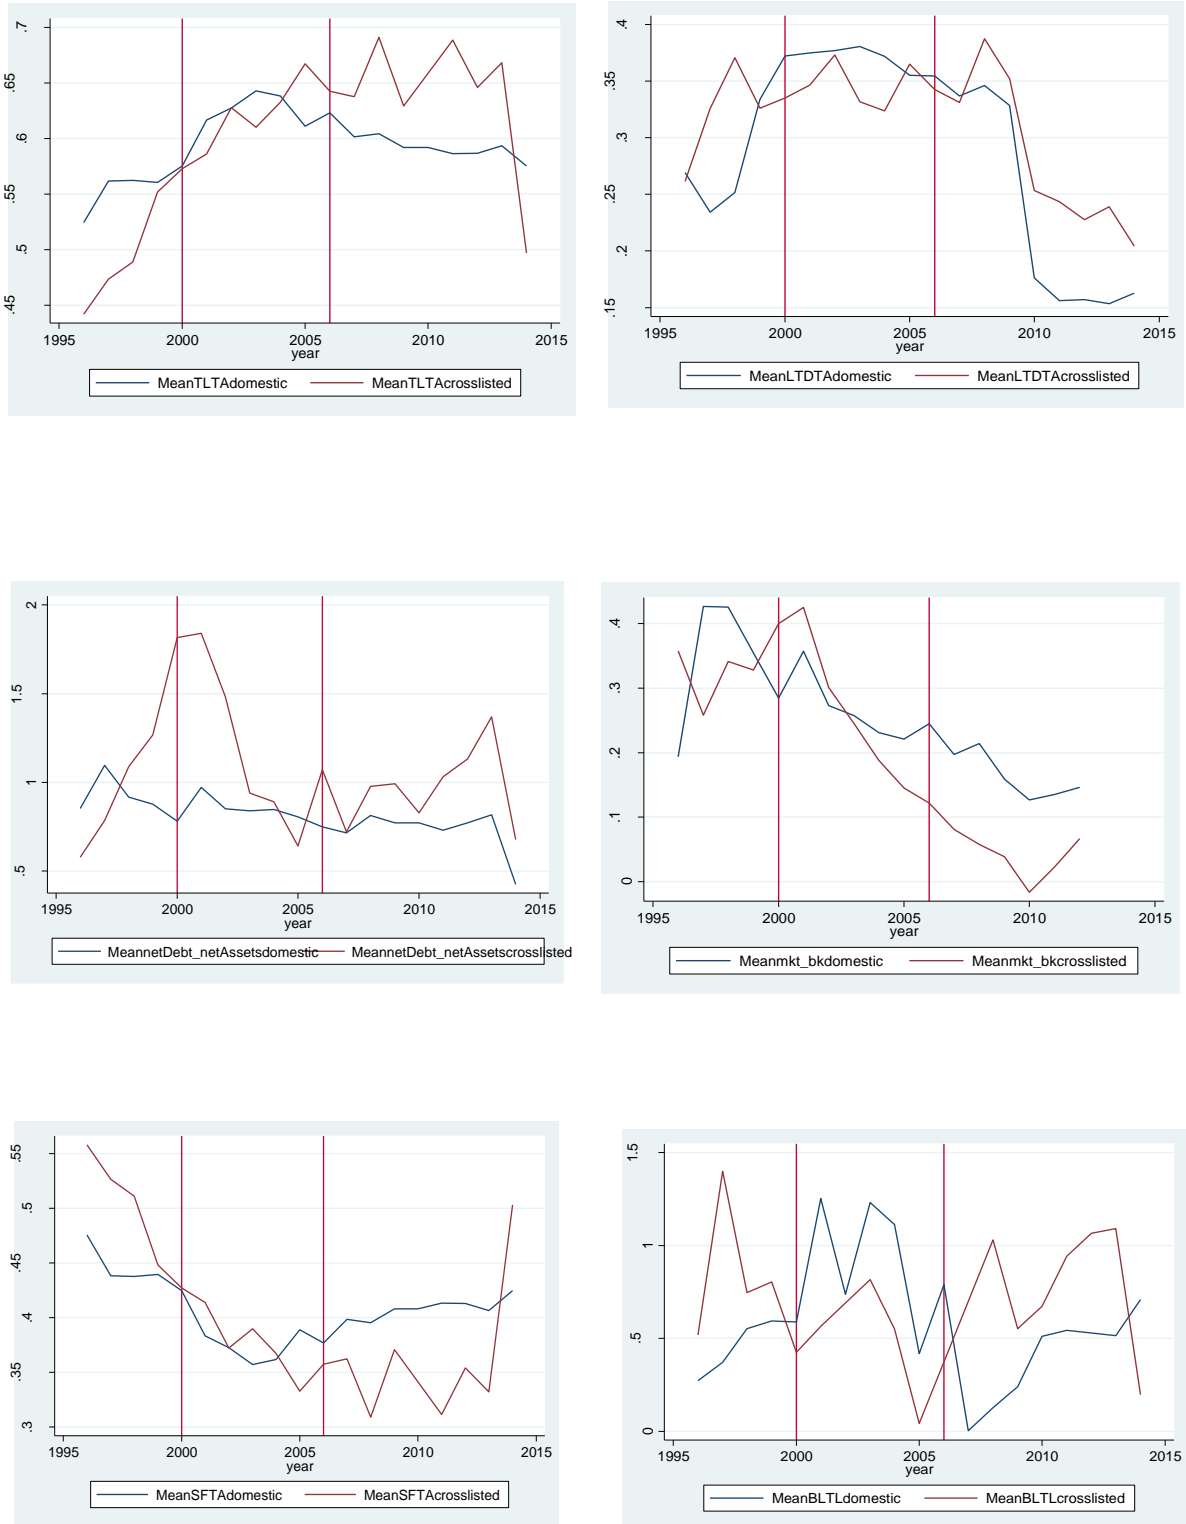 .7
.65
.6
.55
.5
.45
1995 2000 2005 2010 2015
year
MeanTLTAdomestic MeanTLTAcrosslisted
.4
.35
.3
.25
.2
.15
1995 2000 2005 2010 2015
year
MeanLTDTAdomestic MeanLTDTAcrosslisted
2
1.5
1
.5
1995 2000 2005 2010 2015
year
MeannetDebt_netAssetsdomestic MeannetDebt_netAssetscrosslisted
.4
.3
.2
.1
0
1995 2000 2005 2010 2015
year
Meanmkt_bkdomestic Meanmkt_bkcrosslisted
.55
.5
.45
.4
.35
.3
1995 2000 2005 2010 2015
year
MeanSFTAdomestic MeanSFTAcrosslisted
1.5
1
.5
0
1995 2000 2005 2010 2015
year
MeanBLTLdomestic MeanBLTLcrosslisted